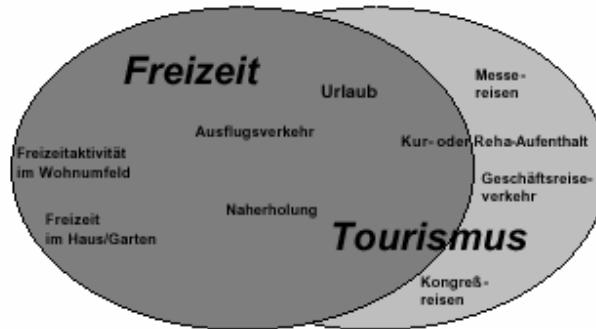 Freizeit
Urlaub
Messe-
reisen
Ausflugsverkehr
Kur- oder Reha-Aufenthalt
Freizeitaktivität
im Wohnumfeld
Geschäftsreise-
verkehr
Naherholung
Freizeit
im Haus/Garten
Tourismus
Kongreß-
reisen